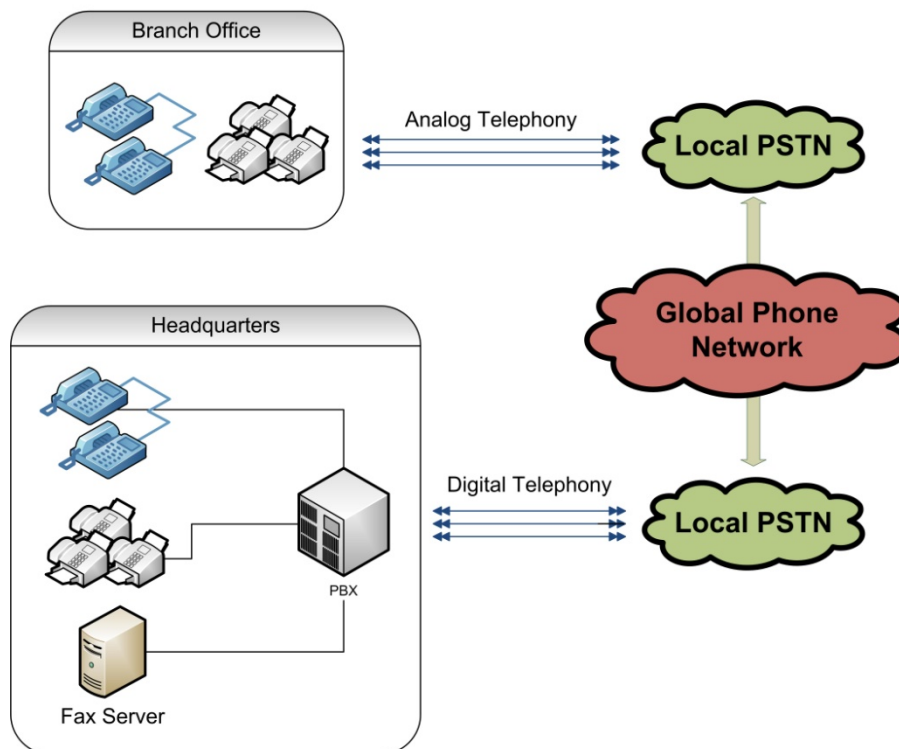 Branch Office
Analog Telephony
Local PSTN
Global Phone
Network
Headquarters
Digital Telephony
Local PSTN
PBX
Fax Server